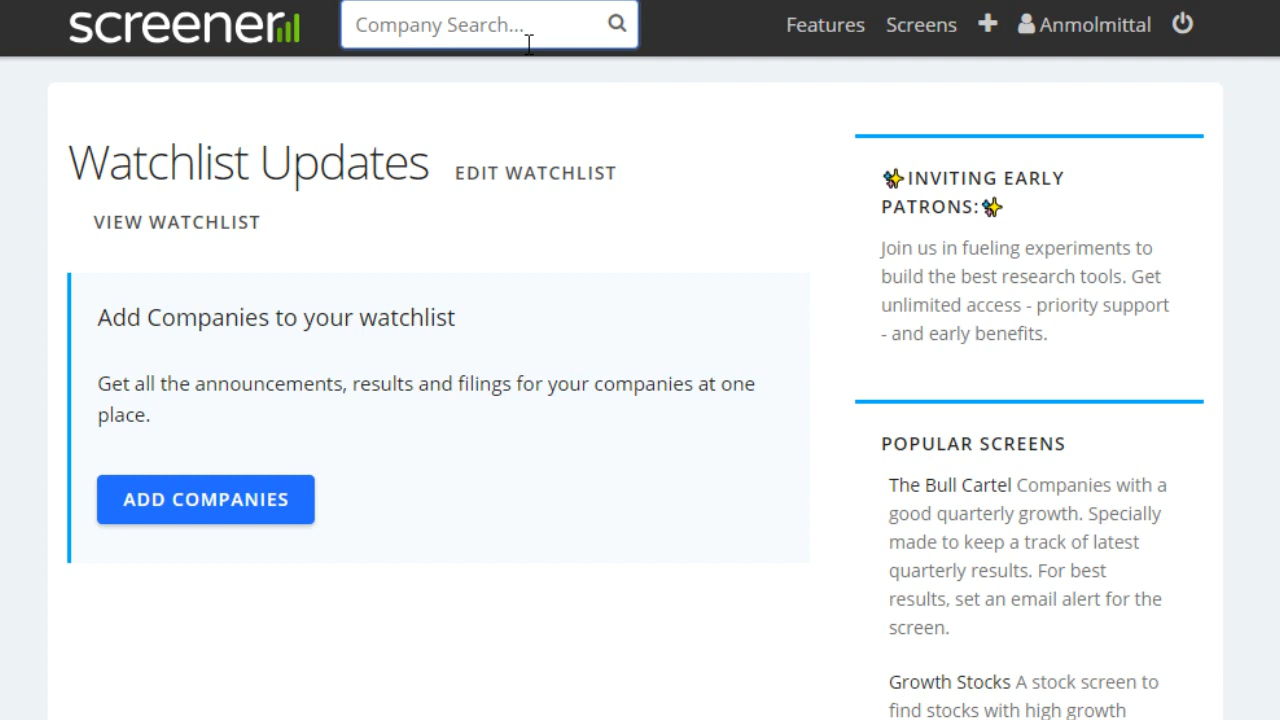 screener
Company Search...
Features Screens Anmolmittal
Watchlist Updates EDIT WATCHLIST
VIEW WATCHLIST
Add Companies to your watchlist
Get all the announcements, results and filings for your companies at one
place.
ADD COMPANIES
✨INVITING EARLY
PATRONS:✨
Join us in fueling experiments to
build the best research tools. Get
unlimited access - priority support
- and early benefits.
POPULAR SCREENS
The Bull Cartel Companies with a
good quarterly growth. Specially
made to keep a track of latest
quarterly results. For best
results, set an email alert for the
screen.
Growth Stocks A stock screen to
find stocks with high growth